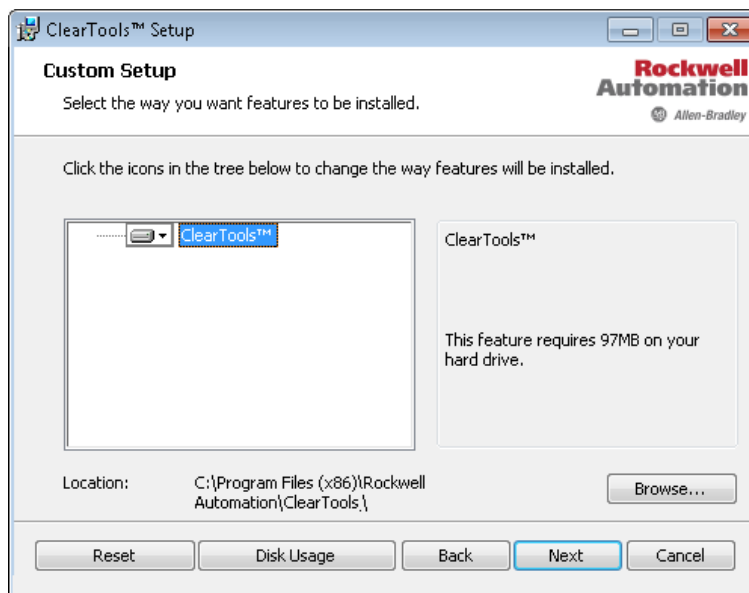 ClearTools™ Setup
Custom Setup
Select the way you want features to be installed.
Rockwell
Automation
AB Allen-Bradley
Click the icons in the tree below to change the way features will be installed.
ClearTools™
ClearTools™
This feature requires 97MB on your
hard drive.
Location:
C:\Program Files (x86)\Rockwell
Automation\ClearTools,\
Browse...
Reset
Disk Usage
Back
Next
Cancel